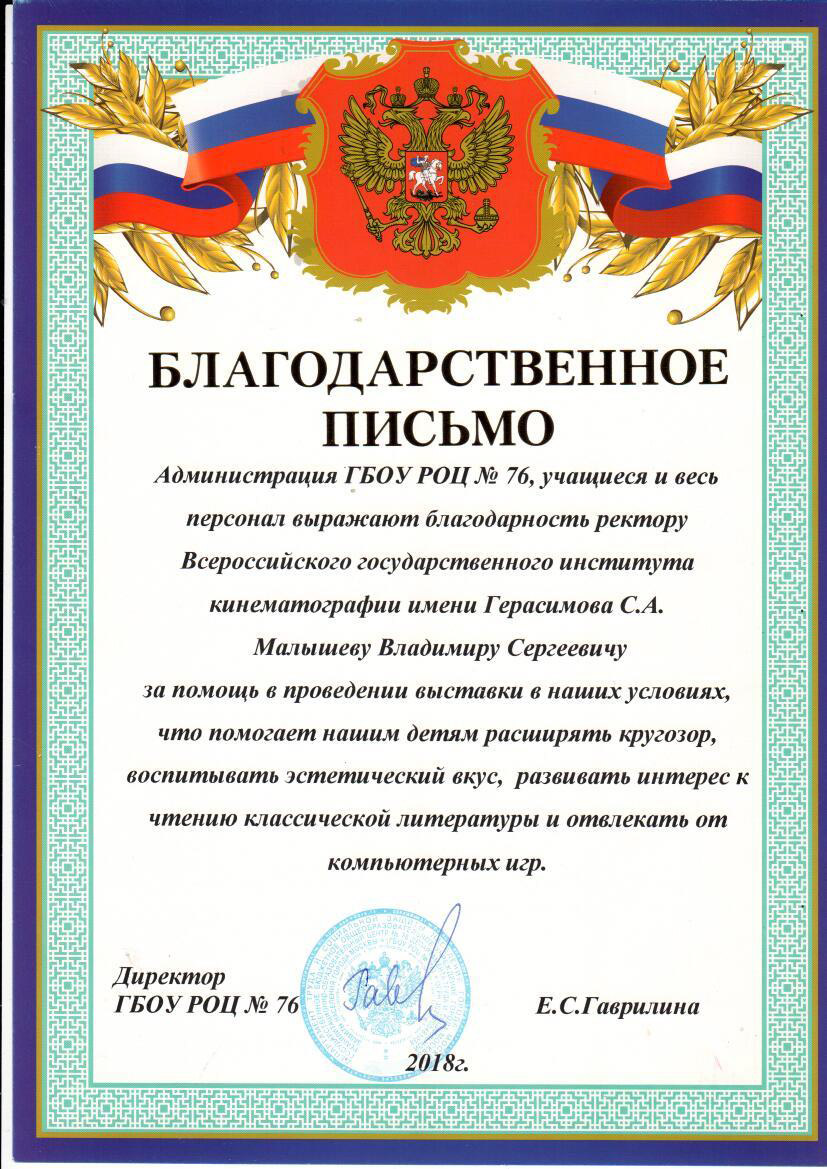 БЛАГОДАРСТВЕННОЕ
ПИСЬМО
Администрация ГБОУ РОЦ № 76, учащиеся и весь
персонал выражают благодарность ректору
Всероссийского государственного института
кинематографии имени Герасимова С.А.
Малышеву Владимиру Сергеевичу
за помощь в проведении выставки в наших условиях,
что помогает нашим детям расширять кругозор,
воспитывать эстетический вкус, развивать интерес к
чтению классической литературы и отвлекать от
компьютерных игр.
Директор
ГБОУ РОЦ № 76
Е.С.Гаврилина
2018г.